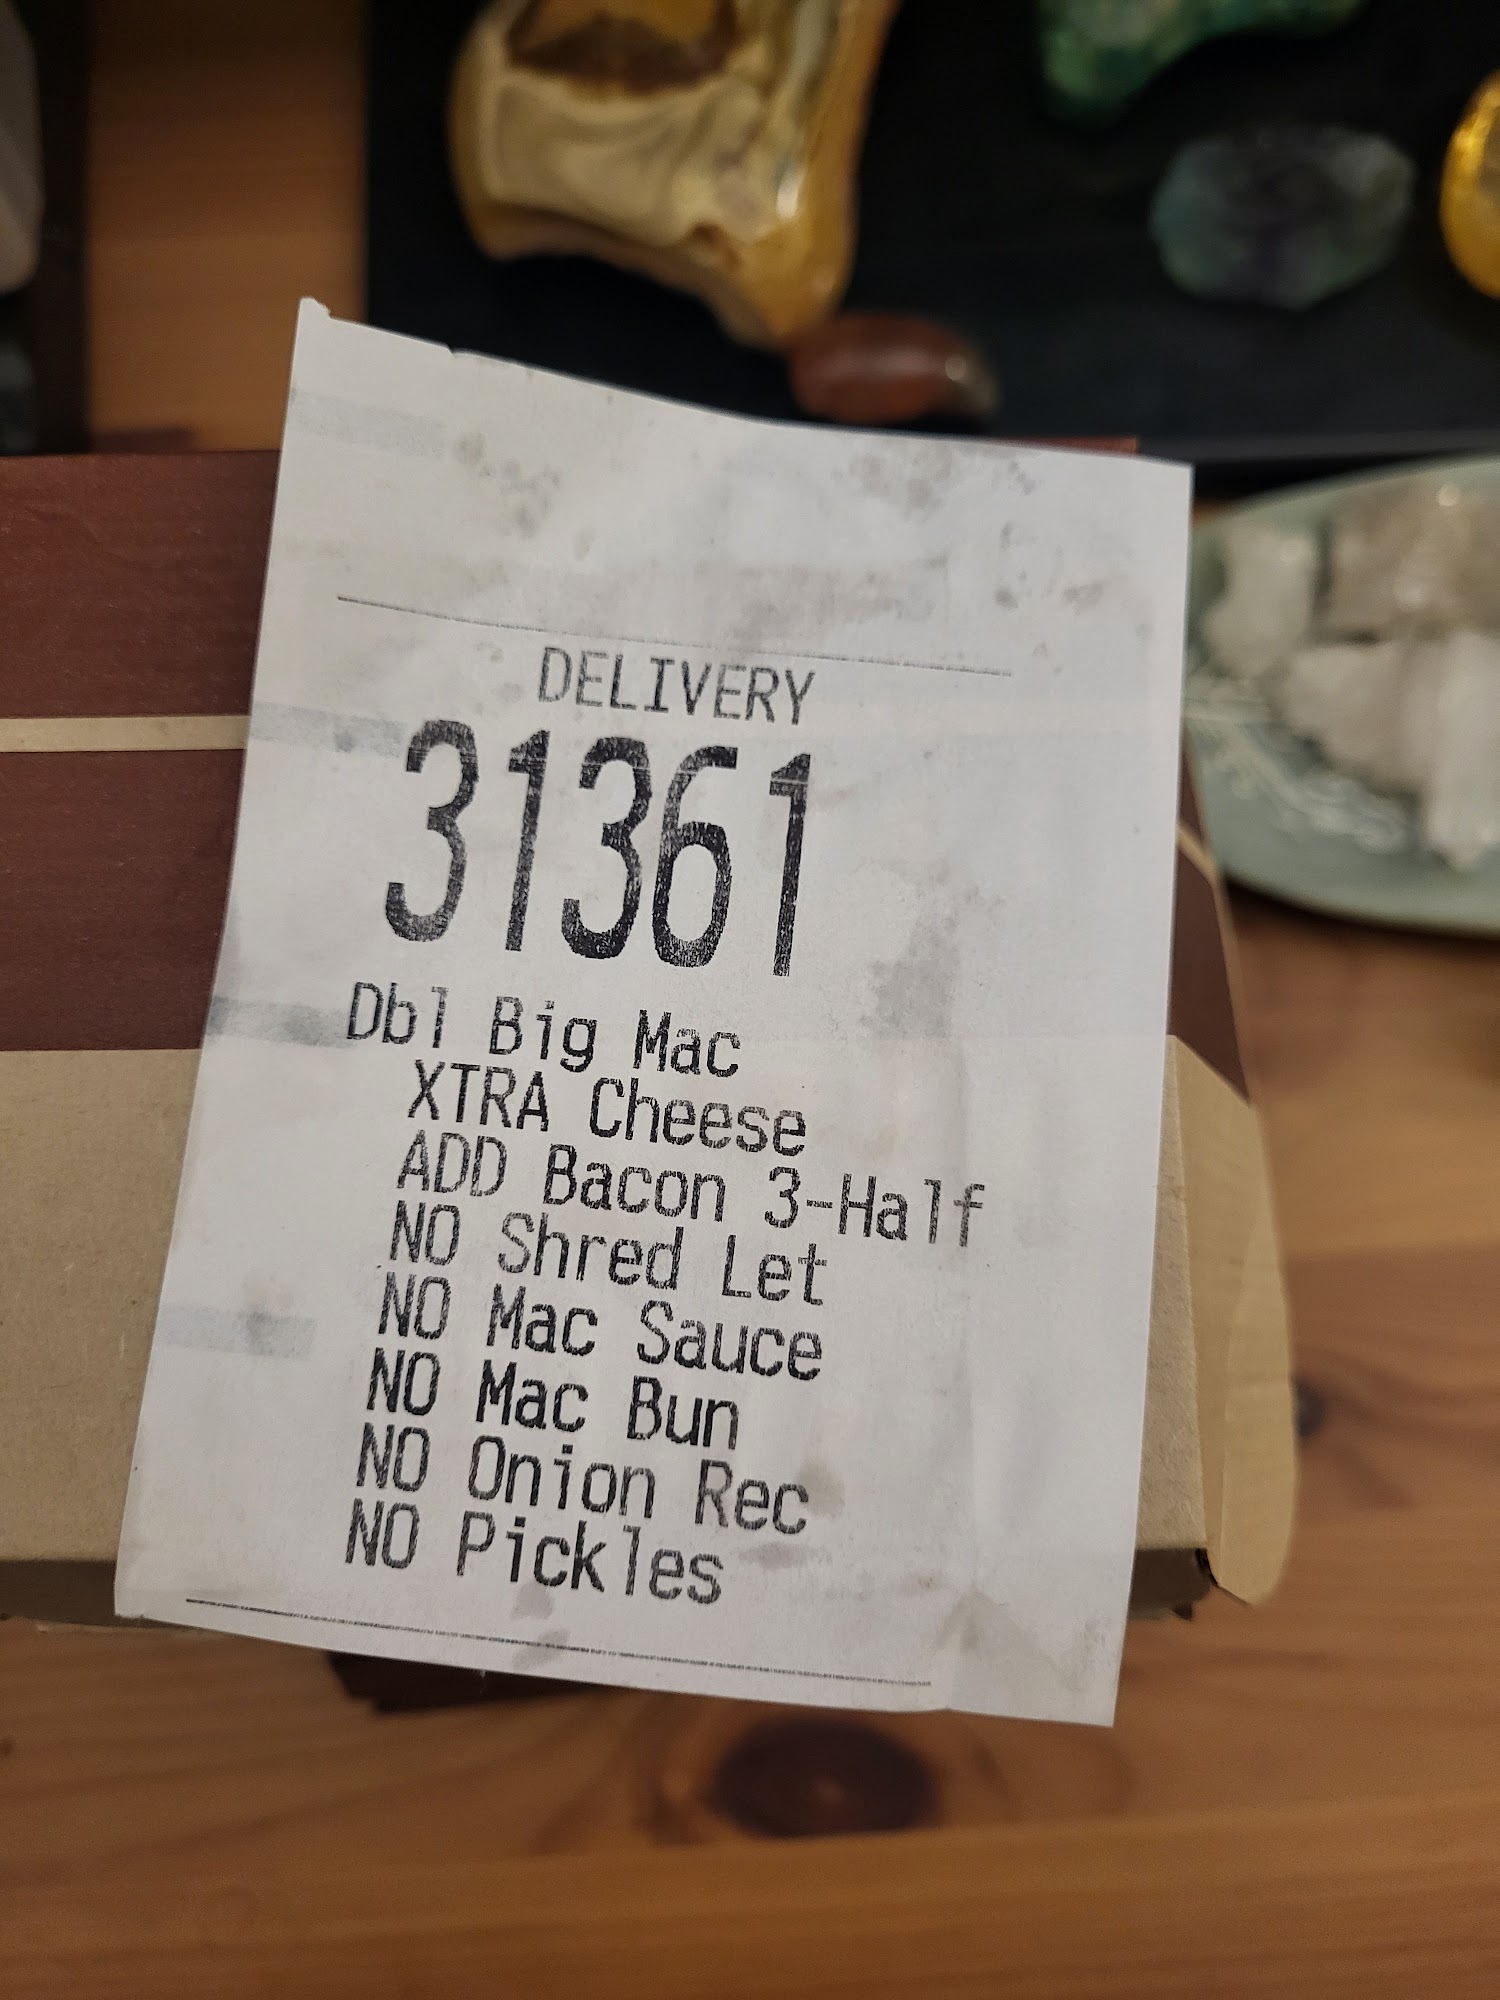 DELIVERY
31361
Dbl Big Mac
XTRA Cheese
ADD Bacon 3-Half
NO Shred Let
NO Mac Sauce
NO Mac Bun
NO Onion Rec
NO Pickles